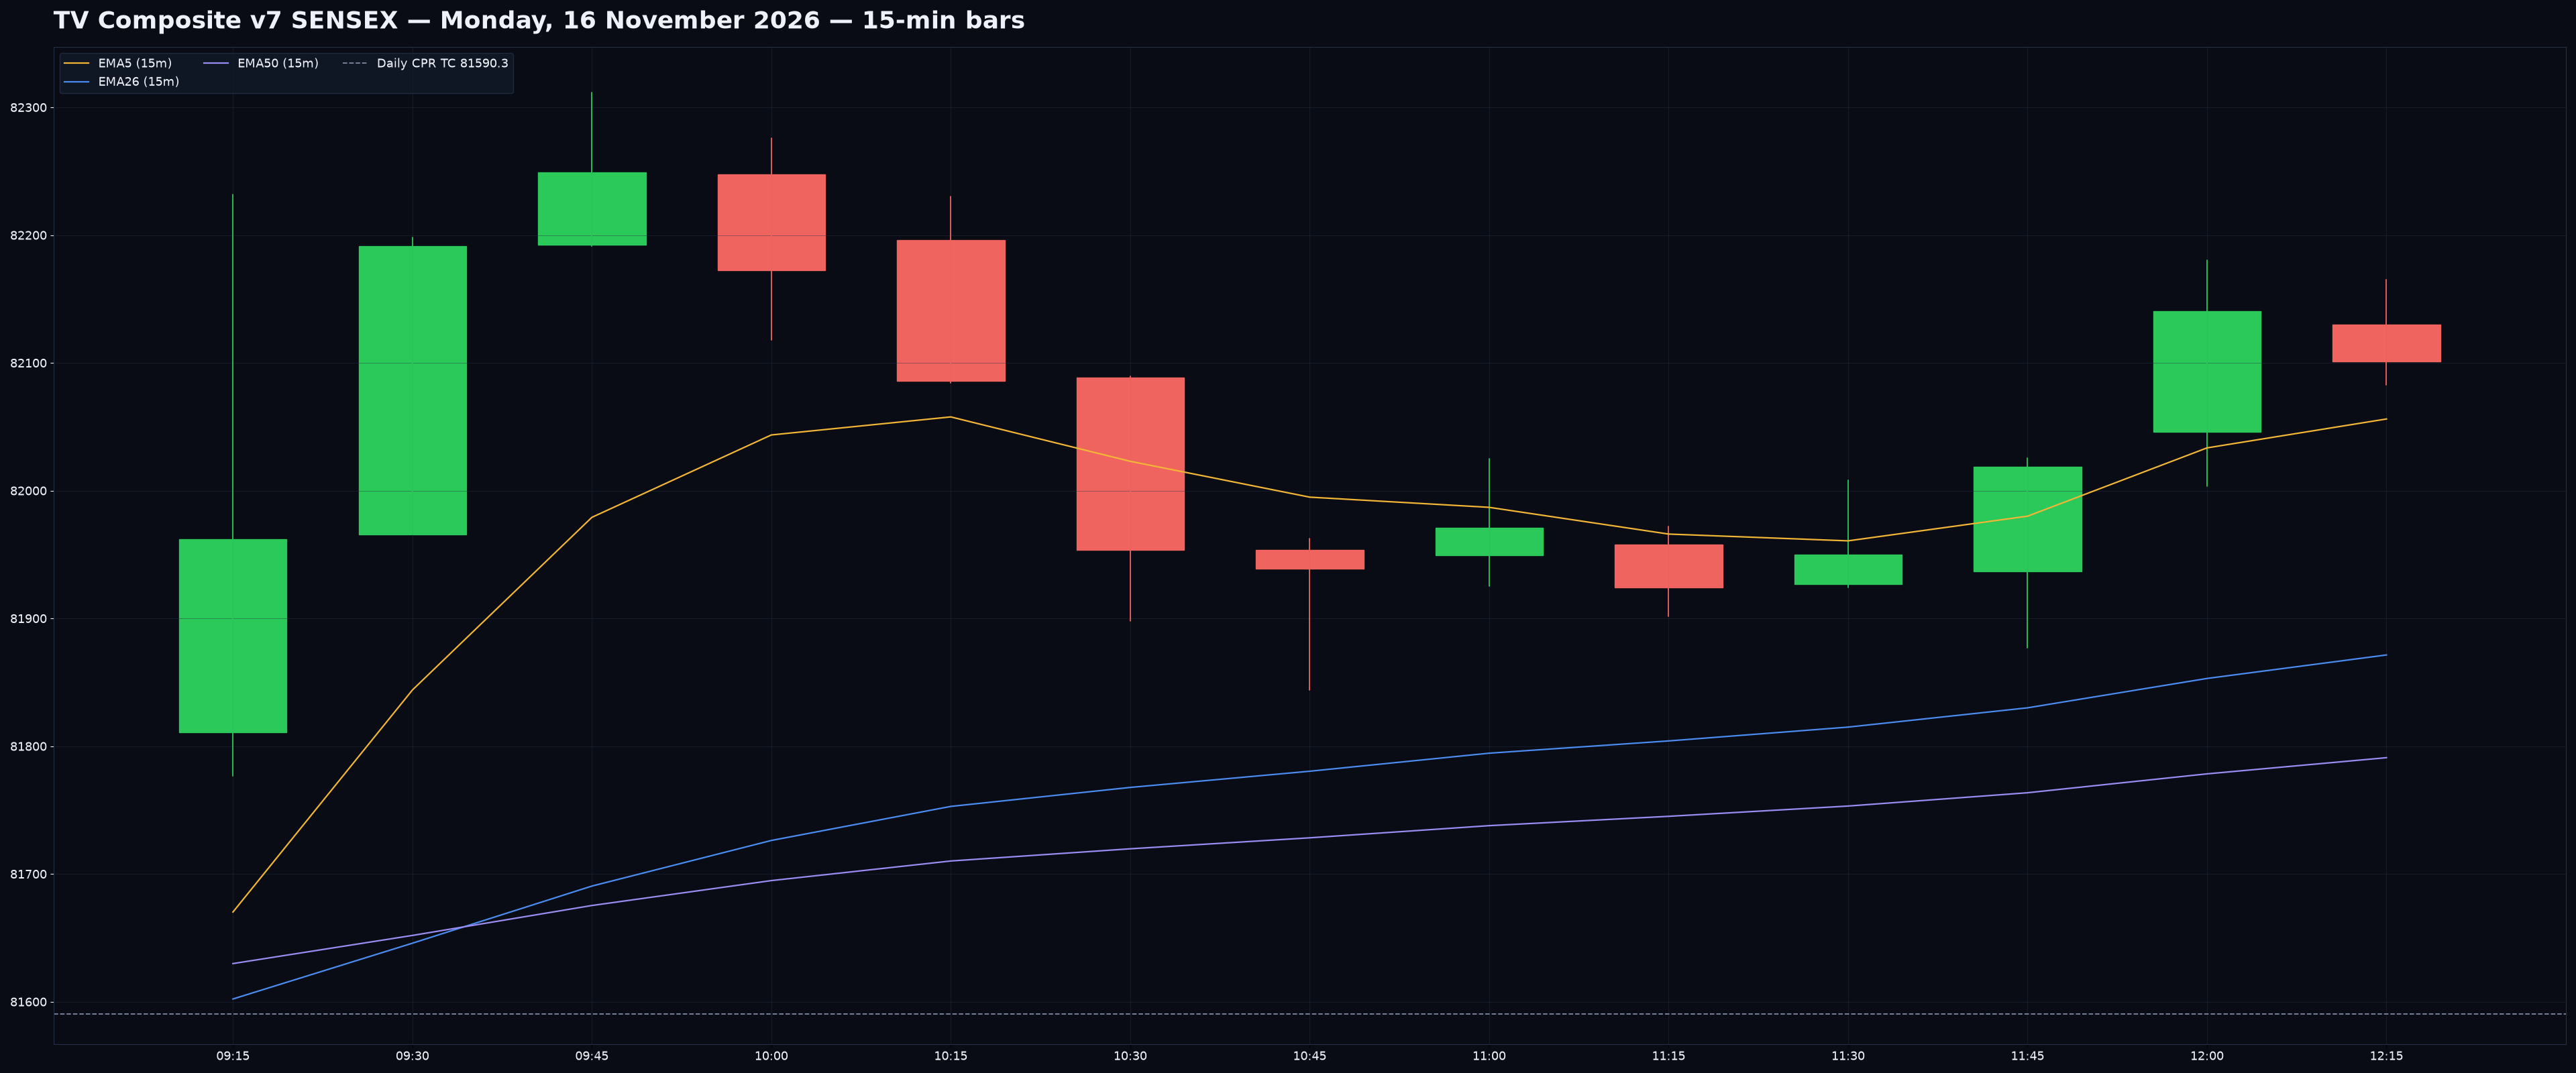 TV Composite v7 SENSEX — Monday, 16 November 2026 — 15-min bars
EMA5 (15m) EMA50 (15m) Daily CPR TC 81590.3
EMA26 (15m)
82300
82200
82100
82000
81900
81800
81700
81600
09:15 09:30 09:45 10:00 10:15 10:30 10:45 11:00 11:15 11:30 11:45 12:00 12:15